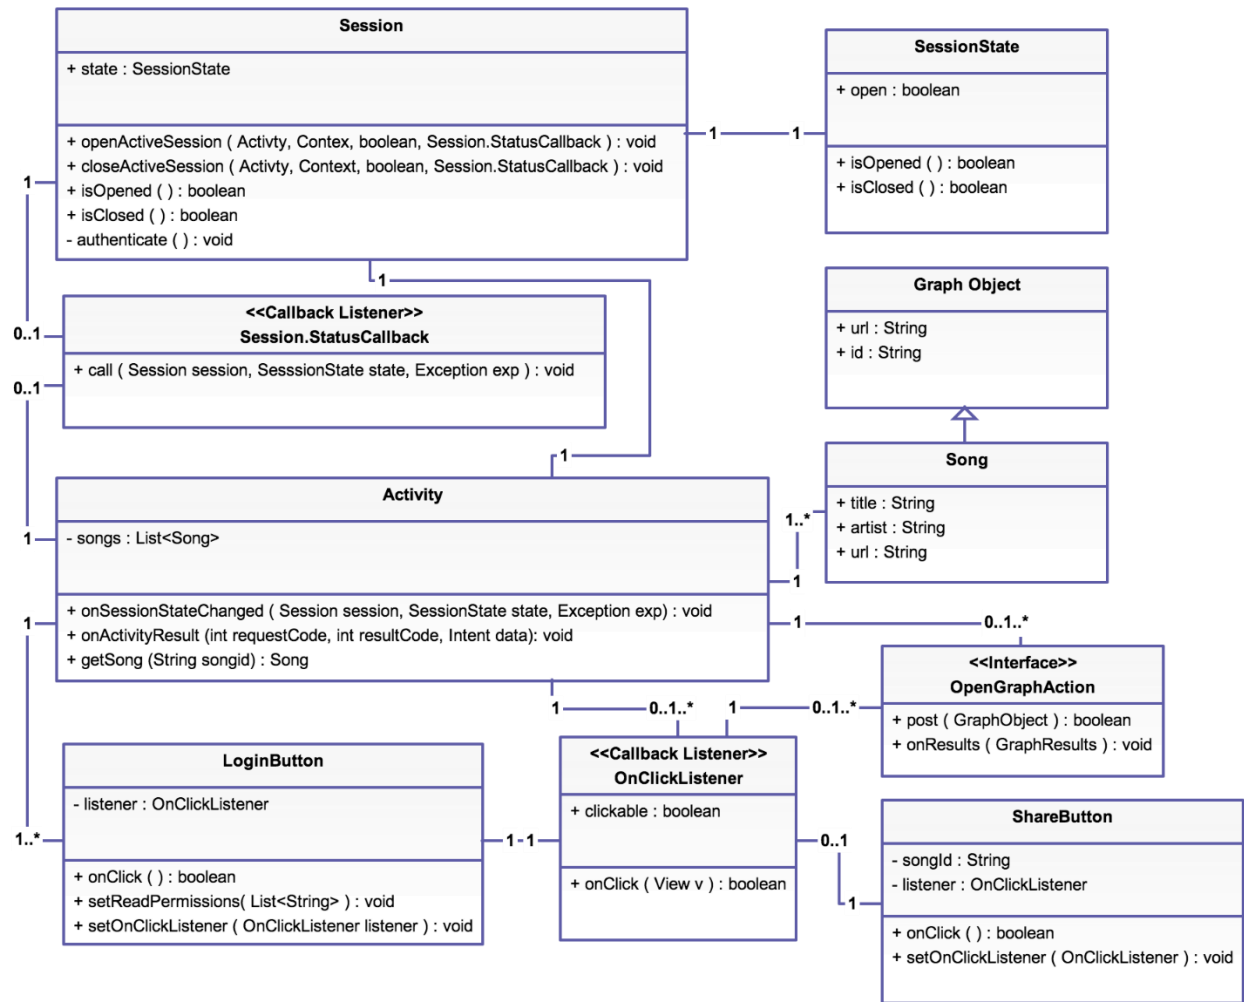 Session
+ state : SessionState
+ openActiveSession ( Activty, Contex, boolean, Session.StatusCallback ) : void
+ closeActiveSession ( Activty, Context, boolean, Session.StatusCallback ) : void
+ isOpened ( ) : boolean
+ isClosed ( ) : boolean
- authenticate ( ) : void
1
1
SessionState
+ open : boolean
+ isOpened ( ) : boolean
+ isClosed ( ) : boolean
1
1
0..1
<<Callback Listener>>
Session.StatusCallback
+ call ( Session session, SesssionState state, Exception exp ) : void
0..1
Graph Object
+ url : String
+ id : String
1
Song
+ title : String
+ artist : String
+ url : String
1..*
1
Activity
- songs : List<Song>
+ onSessionStateChanged ( Session session, SessionState state, Exception exp) : void
+ onActivityResult (int requestCode, int resultCode, Intent data): void
+ getSong (String songid) : Song
1
1
1
0..1..*
<<Interface>>
OpenGraphAction
+ post ( GraphObject ) : boolean
+ onResults ( GraphResults ) : void
1
0..1..*
1
0..1..*
LoginButton
- listener : OnClickListener
+ onClick ( ) : boolean
+ setReadPermissions( List<String> ) : void
+ setOnClickListener ( OnClickListener listener ) : void
1..*
1
1
<<Callback Listener>>
OnClickListener
+ clickable : boolean
+ onClick ( View v ) : boolean
0..1
1
ShareButton
- songId : String
- listener : OnClickListener
+ onClick ( ) : boolean
+ setOnClickListener ( OnClickListener ) : void